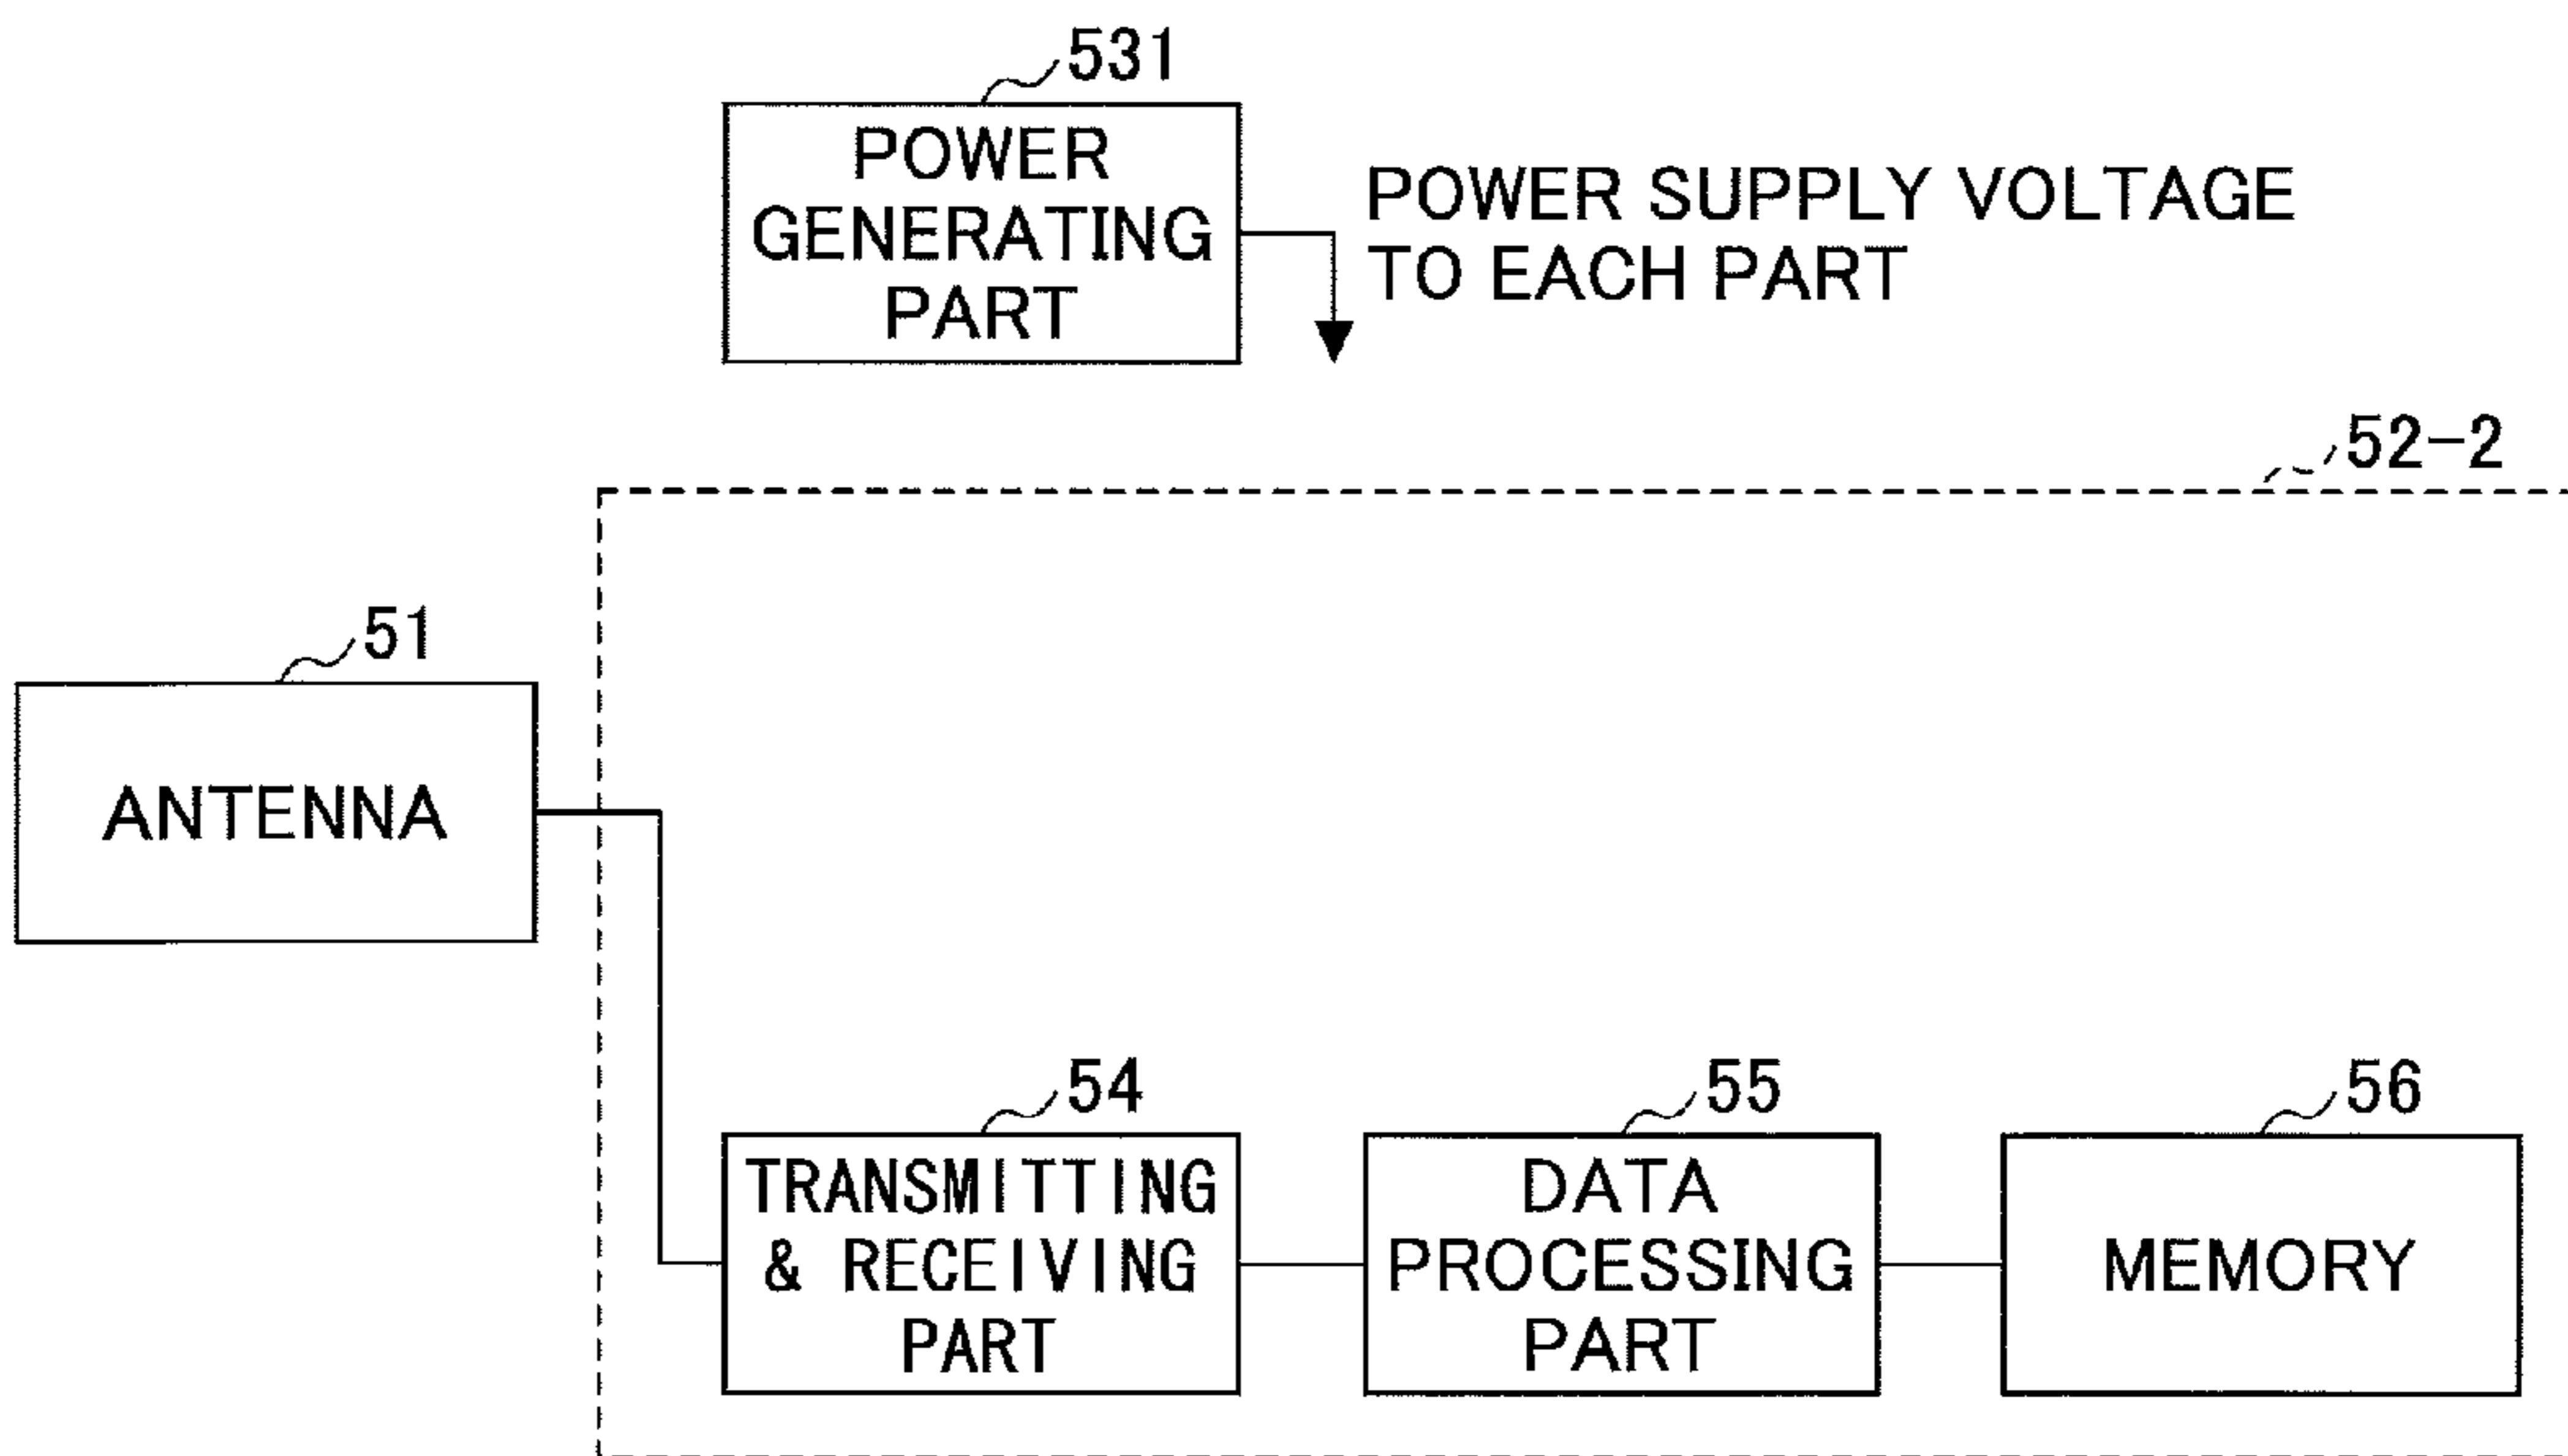 531
POWER
GENERATING
PART
POWER SUPPLY VOLTAGE
TO EACH PART
52-2
51
ANTENNA
54
TRANSMITTING
& RECEIVING
PART
55
DATA
PROCESSING
PART
56
MEMORY